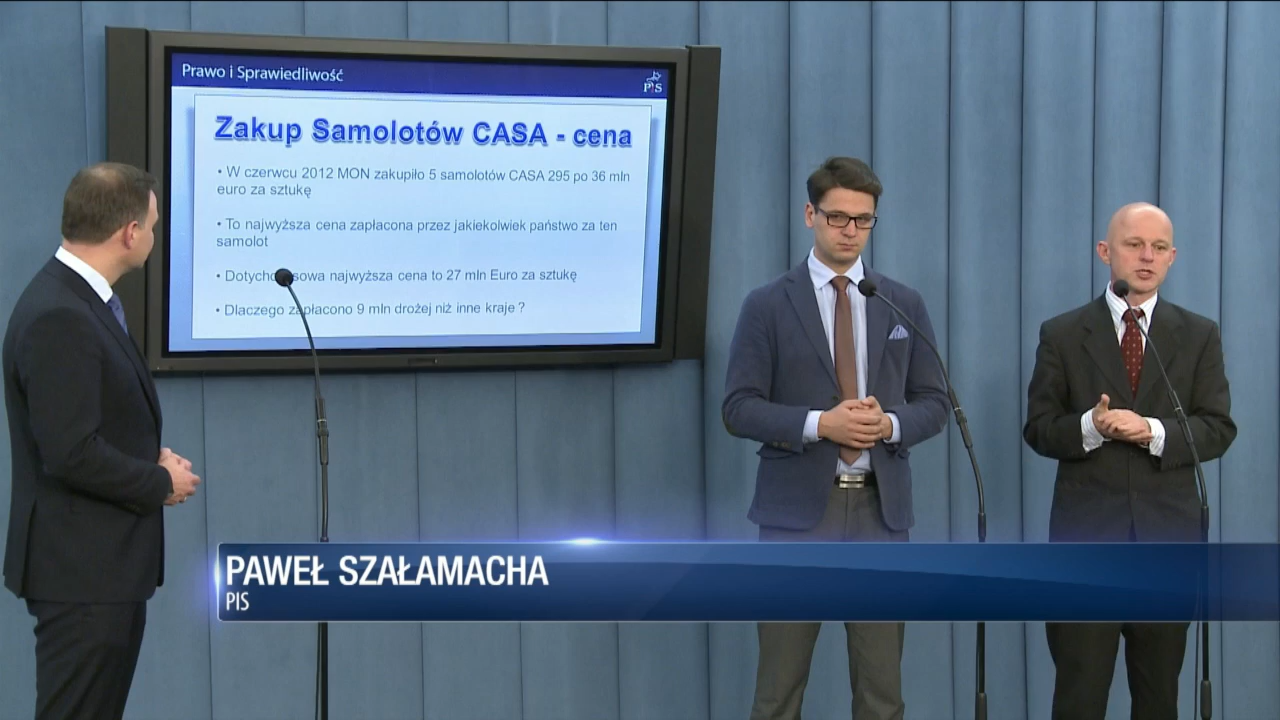 Prawo i Sprawiedliwość
PiS
Zakup Samolotów CASA - cena
• W czerwcu 2012 MON zakupiło 5 samolotów CASA 295 po 36 mln
euro za sztukę
• To najwyższa cena zapłacona przez jakiekolwiek państwo za ten
samolot
• Dotychczasowa najwyższa cena to 27 mln Euro za sztukę
• Dlaczego zapłacono 9 mln drożej niż inne kraje ?
PAWEŁ SZAŁAMACHA
PIS